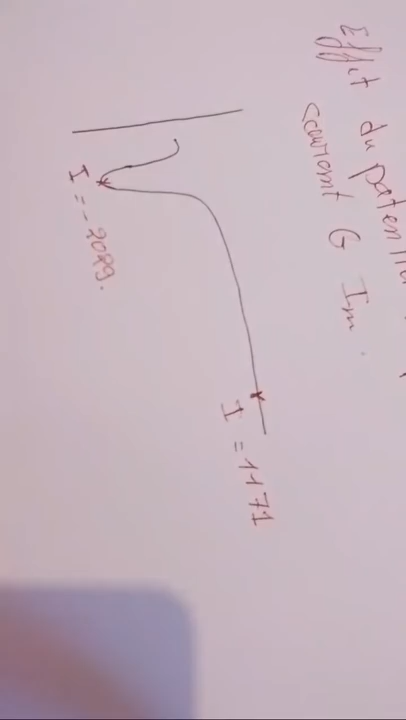 Effet du potentiel
courant G Im.
I = -2089.
I = 1171